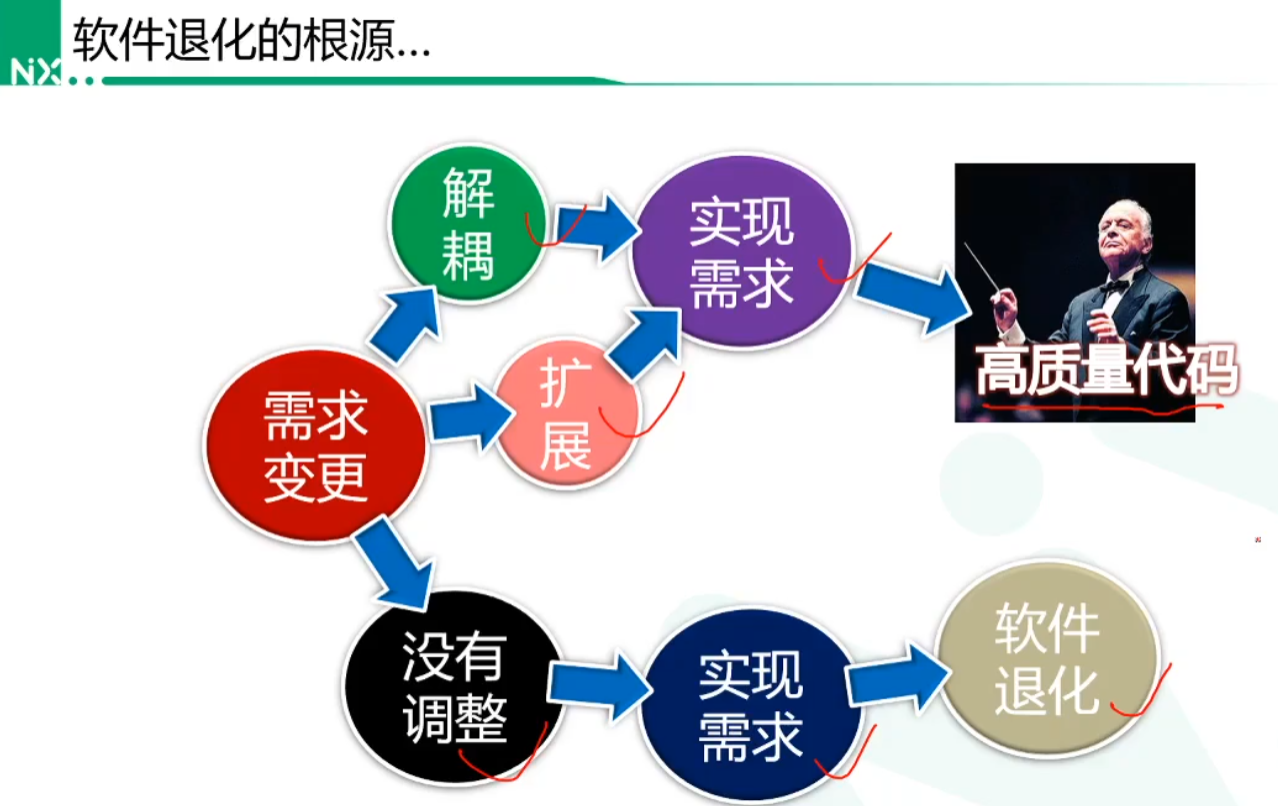 软件退化的根源...
NiX
解
耦
实现
需求
高质量代码
扩
展
需求
变更
没有
调整
实现
需求
软件
退化